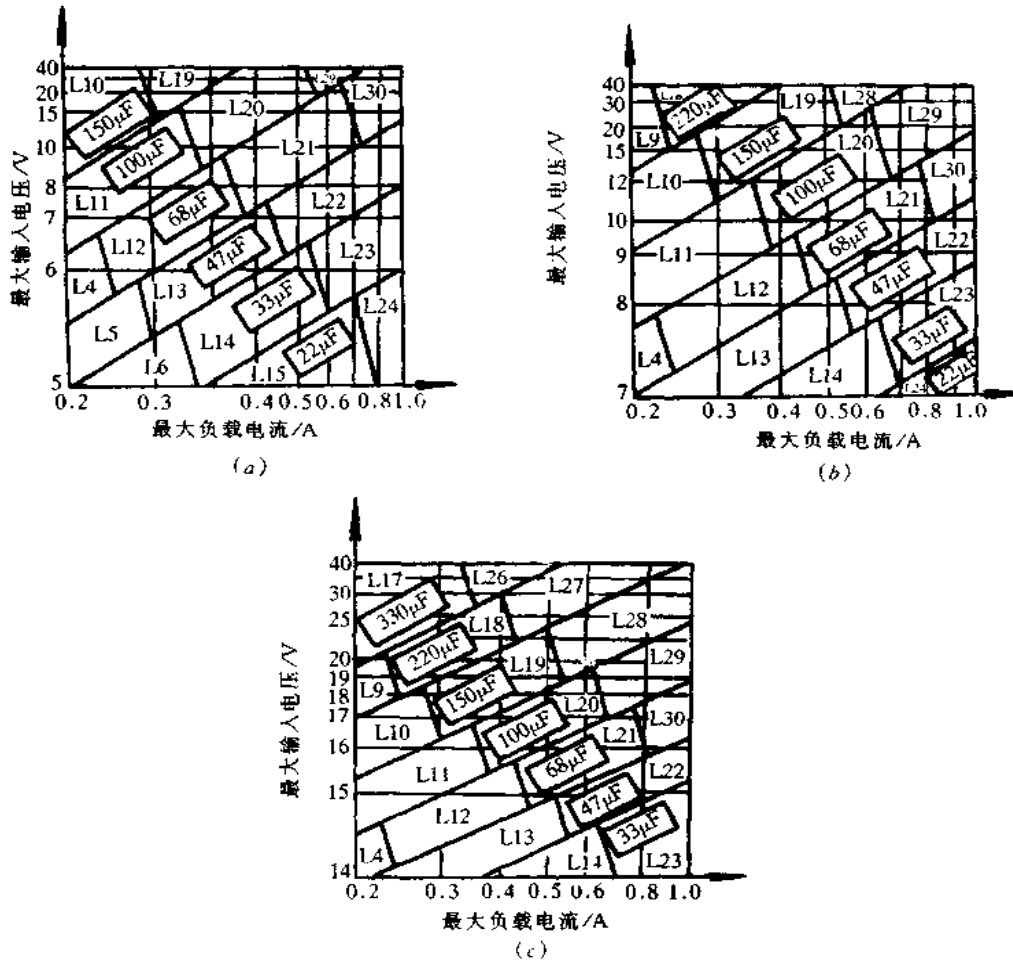 40
20
15
10
8
7
6
5
最大输入电压/V
L10
L19
L20
L30
150μF
100μF
L21
L11
68μF
L22
L12
47μF
L23
L4
L13
33μF
L24
L5
L14
22μF
L6
L15
0.2 0.3 0.4 0.5 0.6 0.8 1.0
最大负载电流/A
(a)
40
30
20
15
12
10
9
8
7
最大输入电压/V
220μF
L19
L28
L29
L9
150μF
L20
L10
100μF
L30
L21
L11
68μF
L22
L12
47μF
L23
L4
L13
33μF
L14
L24
22μF
0.2 0.3 0.4 0.5 0.6 0.8 1.0
最大负载电流/A
(b)
40
30
25
20
19
18
17
16
15
14
最大输入电压/V
L17
L26
L27
330μF
L18
L28
220μF
L19
L29
L9
150μF
L20
L30
L10
100μF
L21
L11
68μF
L22
L12
47μF
L13
33μF
L4
L14
L23
0.2 0.3 0.4 0.5 0.6 0.8 1.0
最大负载电流/A
(c)